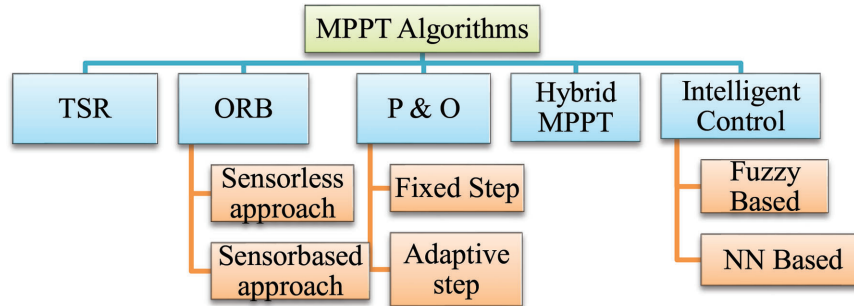 MPPT Algorithms
TSR
ORB
P & O
Hybrid
MPPT
Intelligent
Control
Sensorless
approach
Sensorbased
approach
Fixed Step
Adaptive
step
Fuzzy
Based
NN Based